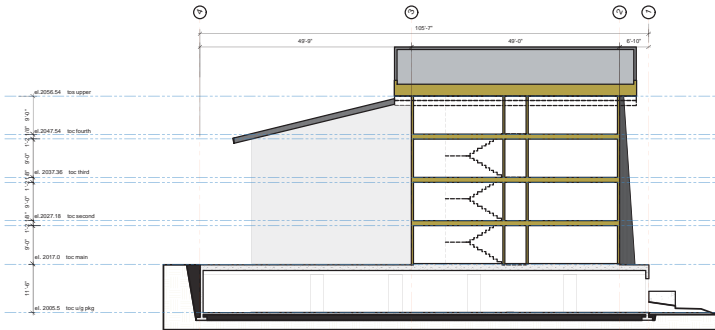 4 3 2 1
105'-7"
49'-9" 49'-0" 6'-10"
el.2056.54 tos upper
9'-0"
el.2047.54 toc fourth
9'-0"
el. 2037.36 toc third
9'-0"
el.2027.18 toc second
9'-0"
el.2017.0 toc main
11'-6"
el. 2005.5 toc u/g pkg